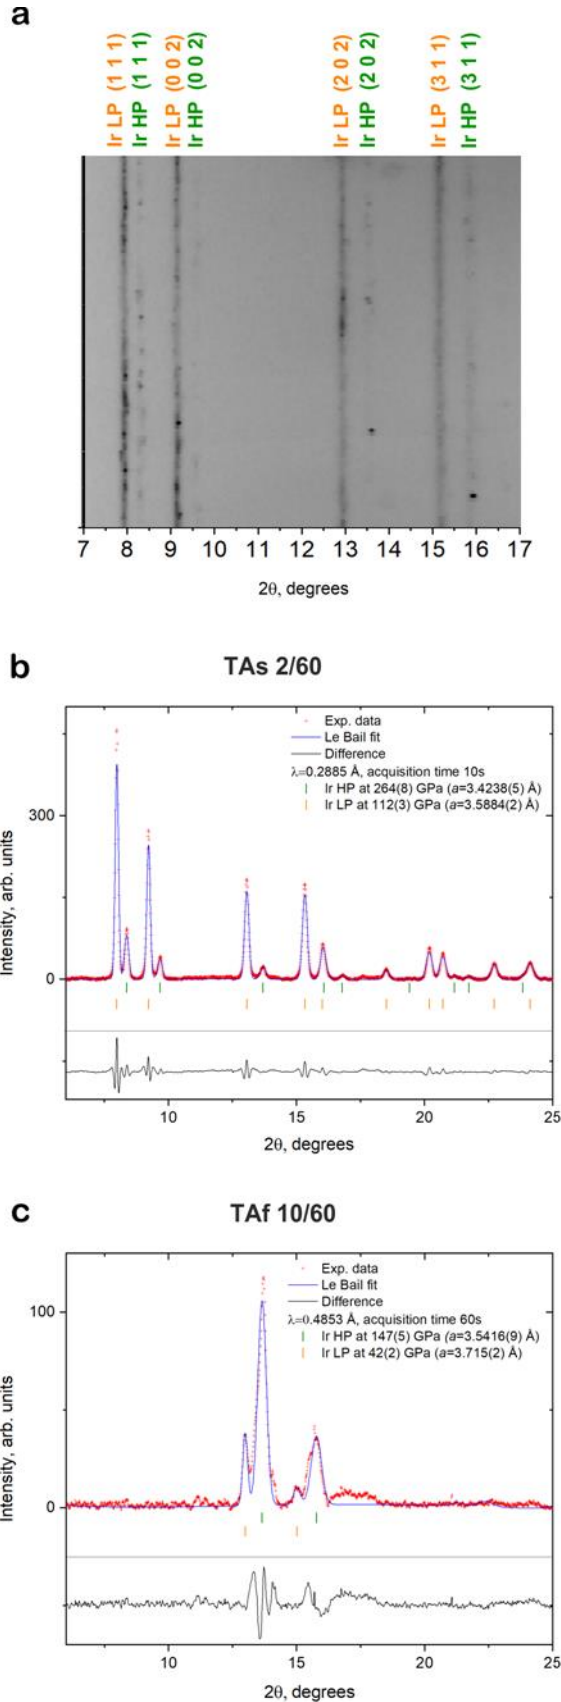 a
Ir LP (1 1 1)
Ir HP (1 1 1)
Ir LP (0 0 2)
Ir HP (0 0 2)
Ir LP (2 0 2)
Ir HP (2 0 2)
Ir LP (3 1 1)
Ir HP (3 1 1)
7 8 9 10 11 12 13 14 15 16 17
2θ, degrees
b
TAs 2/60
Exp. data
Le Bail fit
Difference
λ=0.2885 Å, acquisition time 10s
Ir HP at 264(8) GPa (a=3.4238(5) Å)
Ir LP at 112(3) GPa (a=3.5884(2) Å)
Intensity, arb. units
300
0
10 15 20 25
2θ, degrees
c
TAf 10/60
Exp. data
Le Bail fit
Difference
λ=0.4853 Å, acquisition time 60s
Ir HP at 147(5) GPa (a=3.5416(9) Å)
Ir LP at 42(2) GPa (a=3.715(2) Å)
Intensity, arb. units
100
0
10 15 20 25
2θ, degrees